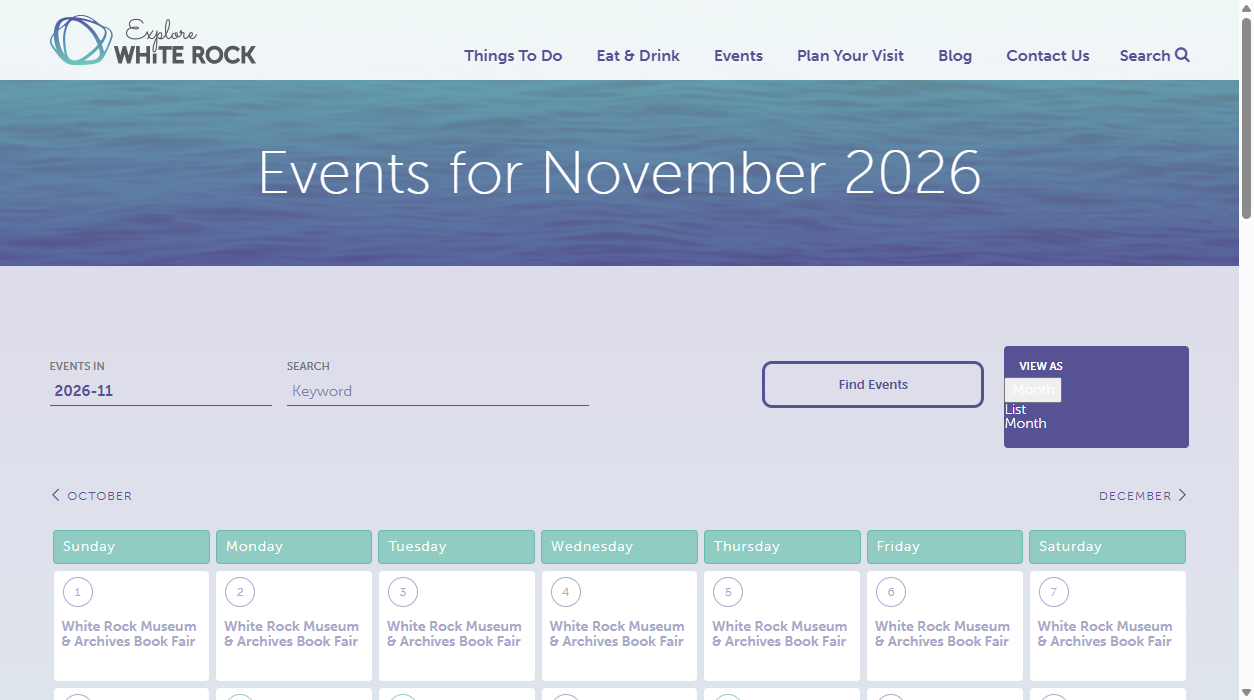 Explore
WHITE ROCK
Things To Do
Eat & Drink
Events
Plan Your Visit
Blog
Contact Us
Search
Events for November 2026
EVENTS IN
2026-11
SEARCH
Keyword
Find Events
VIEW AS
Month
List
Month
OCTOBER
DECEMBER
Sunday
Monday
Tuesday
Wednesday
Thursday
Friday
Saturday
1
White Rock Museum
& Archives Book Fair
2
White Rock Museum
& Archives Book Fair
3
White Rock Museum
& Archives Book Fair
4
White Rock Museum
& Archives Book Fair
5
White Rock Museum
& Archives Book Fair
6
White Rock Museum
& Archives Book Fair
7
White Rock Museum
& Archives Book Fair